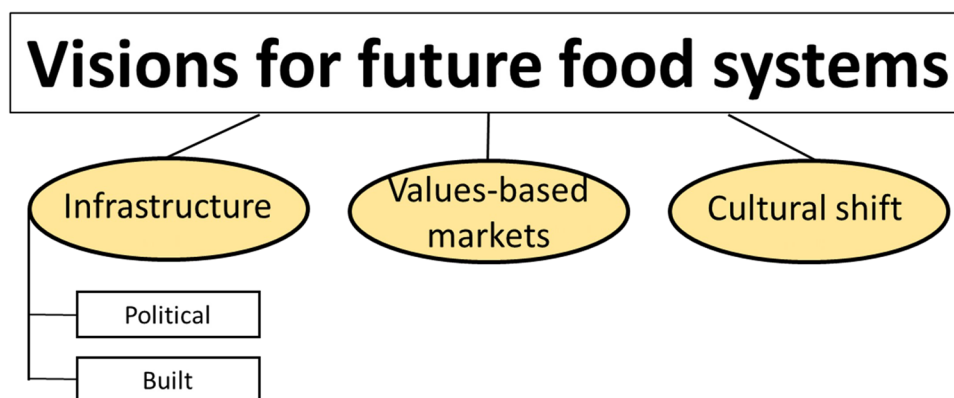 Visions for future food systems
Infrastructure
Values-based
markets
Cultural shift
Political
Built